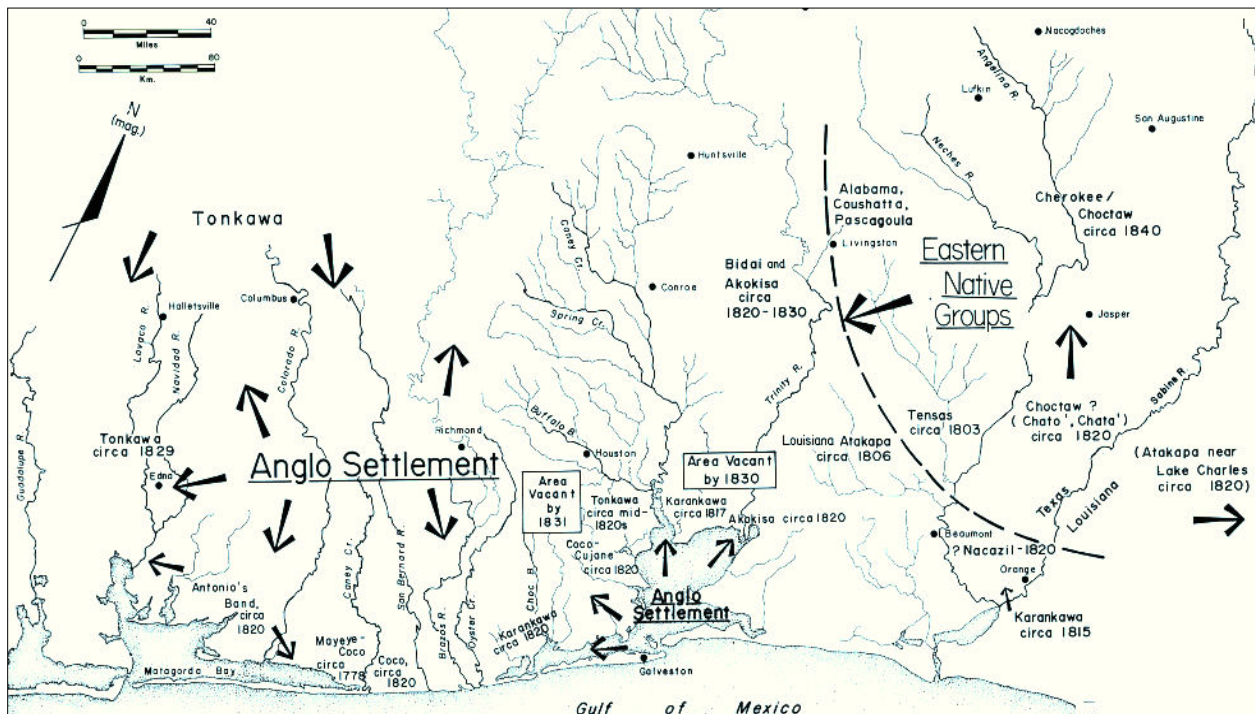 0 40
Miles
0 60
Km.
N
(mag.)
Nacogdoches
Angelina R.
Lufkin
San Augustine
Neches R.
Huntsville
Tonkawa
Alabama,
Coushatta,
Pascagoula
Livingston
Cherokee/
Choctaw
circa 1840
Eastern
Native
Groups
Bidai and
Akokisa
circa
1820-1830
Caney Cr.
Conroe
Spring Cr.
Columbus
Halletsville
Lavaca R.
Navidad R.
Colorado R.
Jasper
Sabine R.
Trinity R.
Buffalo B.
Richmond
Houston
Guadalupe R.
Tonkawa
circa 1829
Edna
Anglo Settlement
Area
Vacant
by
1831
Area Vacant
by 1830
Louisiana Atakapa
circa 1806
Tensas
circa 1803
Choctaw ?
(Chato', Chata')
circa 1820
(Atakapa near
Lake Charles
circa 1820)
Texas
Louisiana
Tonkawa
circa mid-
1820s
Karankawa
circa 1817
Akokisa circa 1820
Coco-
Cujane
circa 1820
Beaumont
? Nacazil-1820
Orange
Karankawa
circa 1815
Antonio's
Band,
circa
1820
Caney Cr.
San Bernard R.
Brazos R.
Oyster Cr.
Choc. B.
Karankawa
circa 1820
Anglo
Settlement
Mayeye-
Coco
circa
1778
Coco,
circa
1820
Matagorda Bay
Galveston
Gulf of Mexico